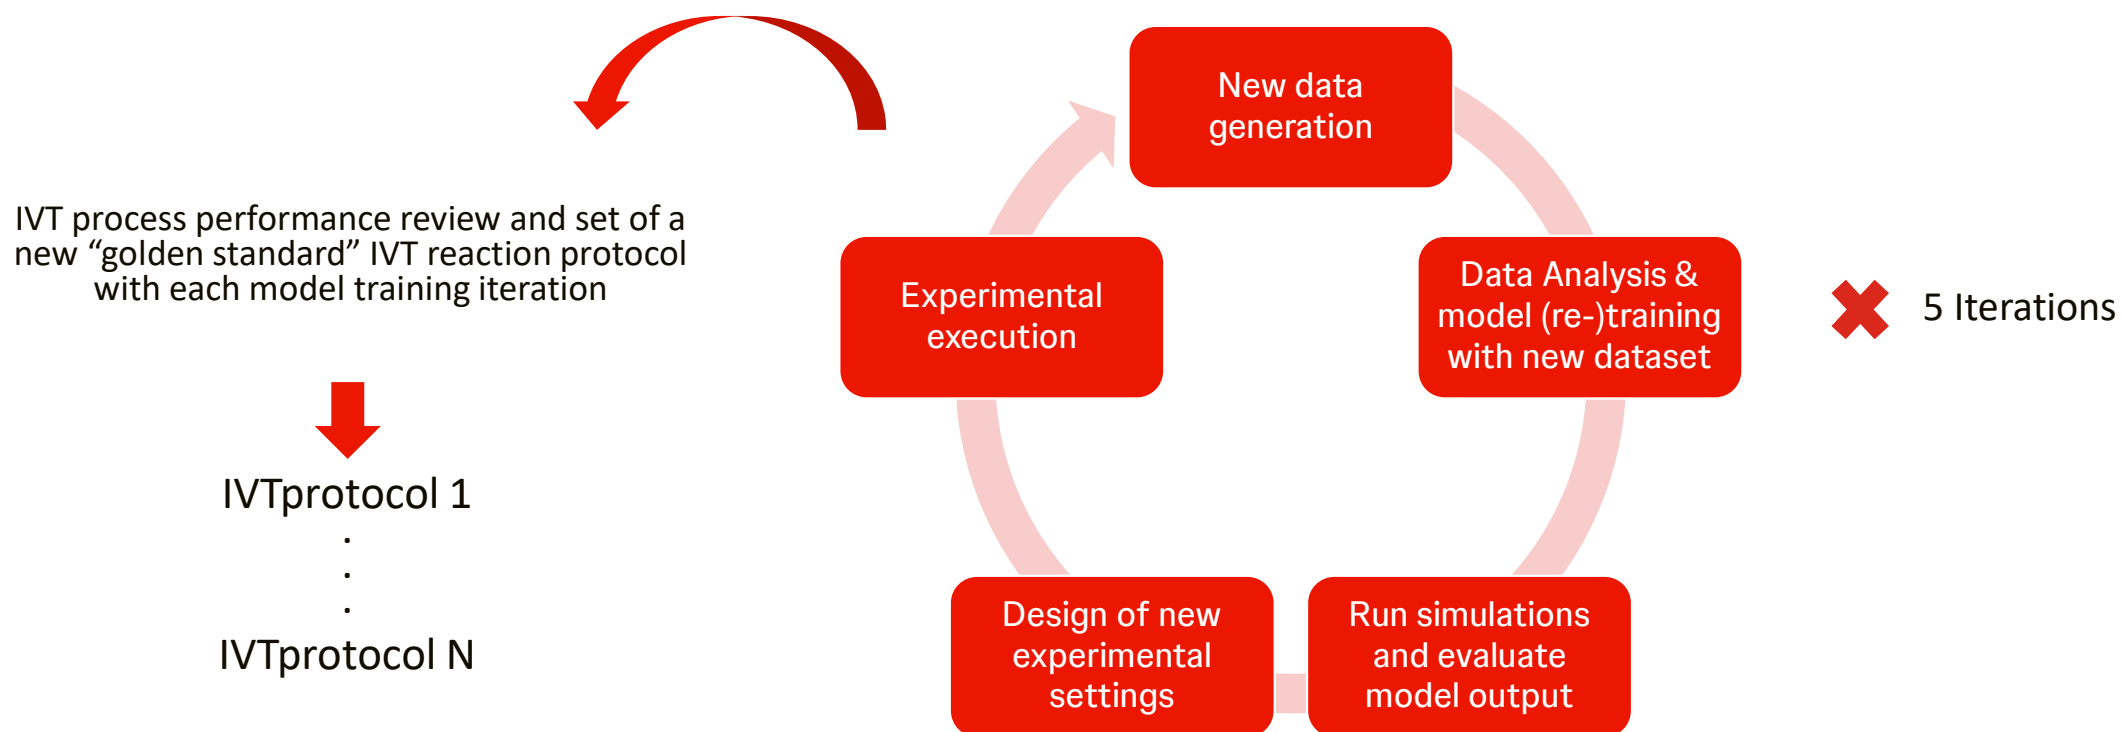 IVT process performance review and set of a
new “golden standard” IVT reaction protocol
with each model training iteration
IVTprotocol 1
.
.
.
IVTprotocol N
New data
generation
Data Analysis &
model (re-)training
with new dataset
Run simulations
and evaluate
model output
Design of new
experimental
settings
Experimental
execution
5 Iterations